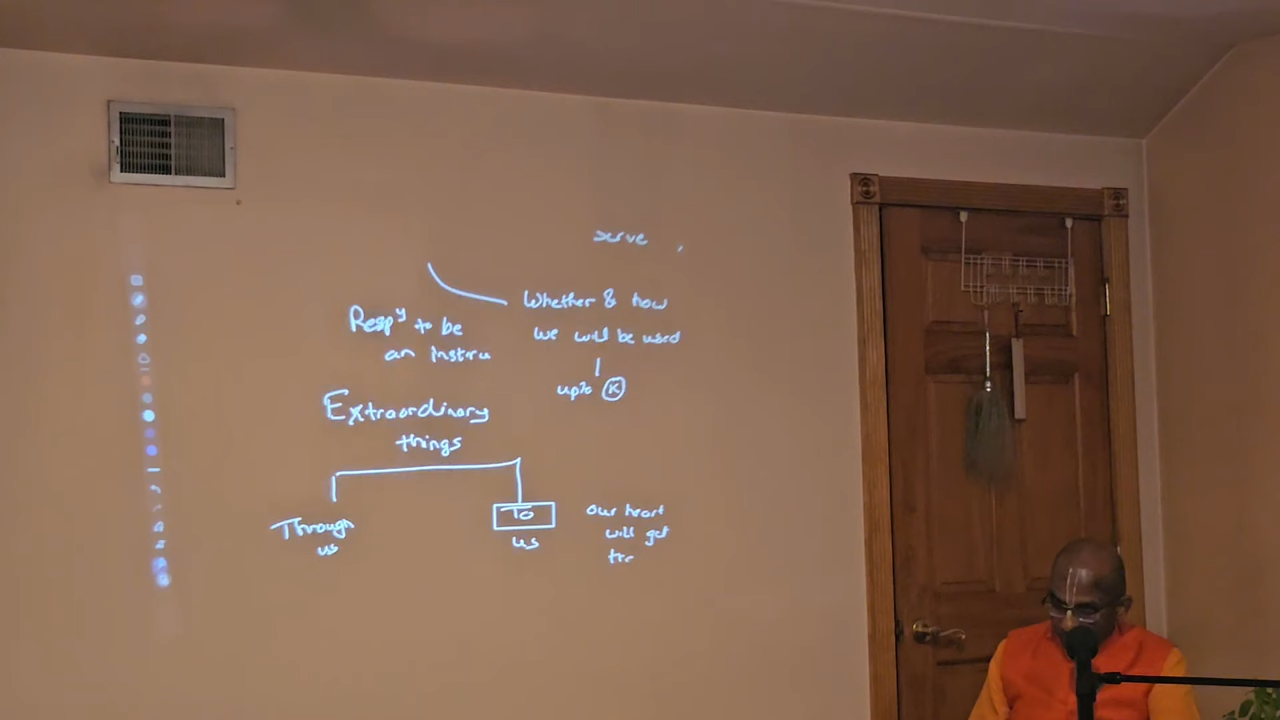 serve
Whether & how
we will be used
upto K
Respy to be
an instru
Extraordinary
things
Through
us
To
us
our heart
will get
tr